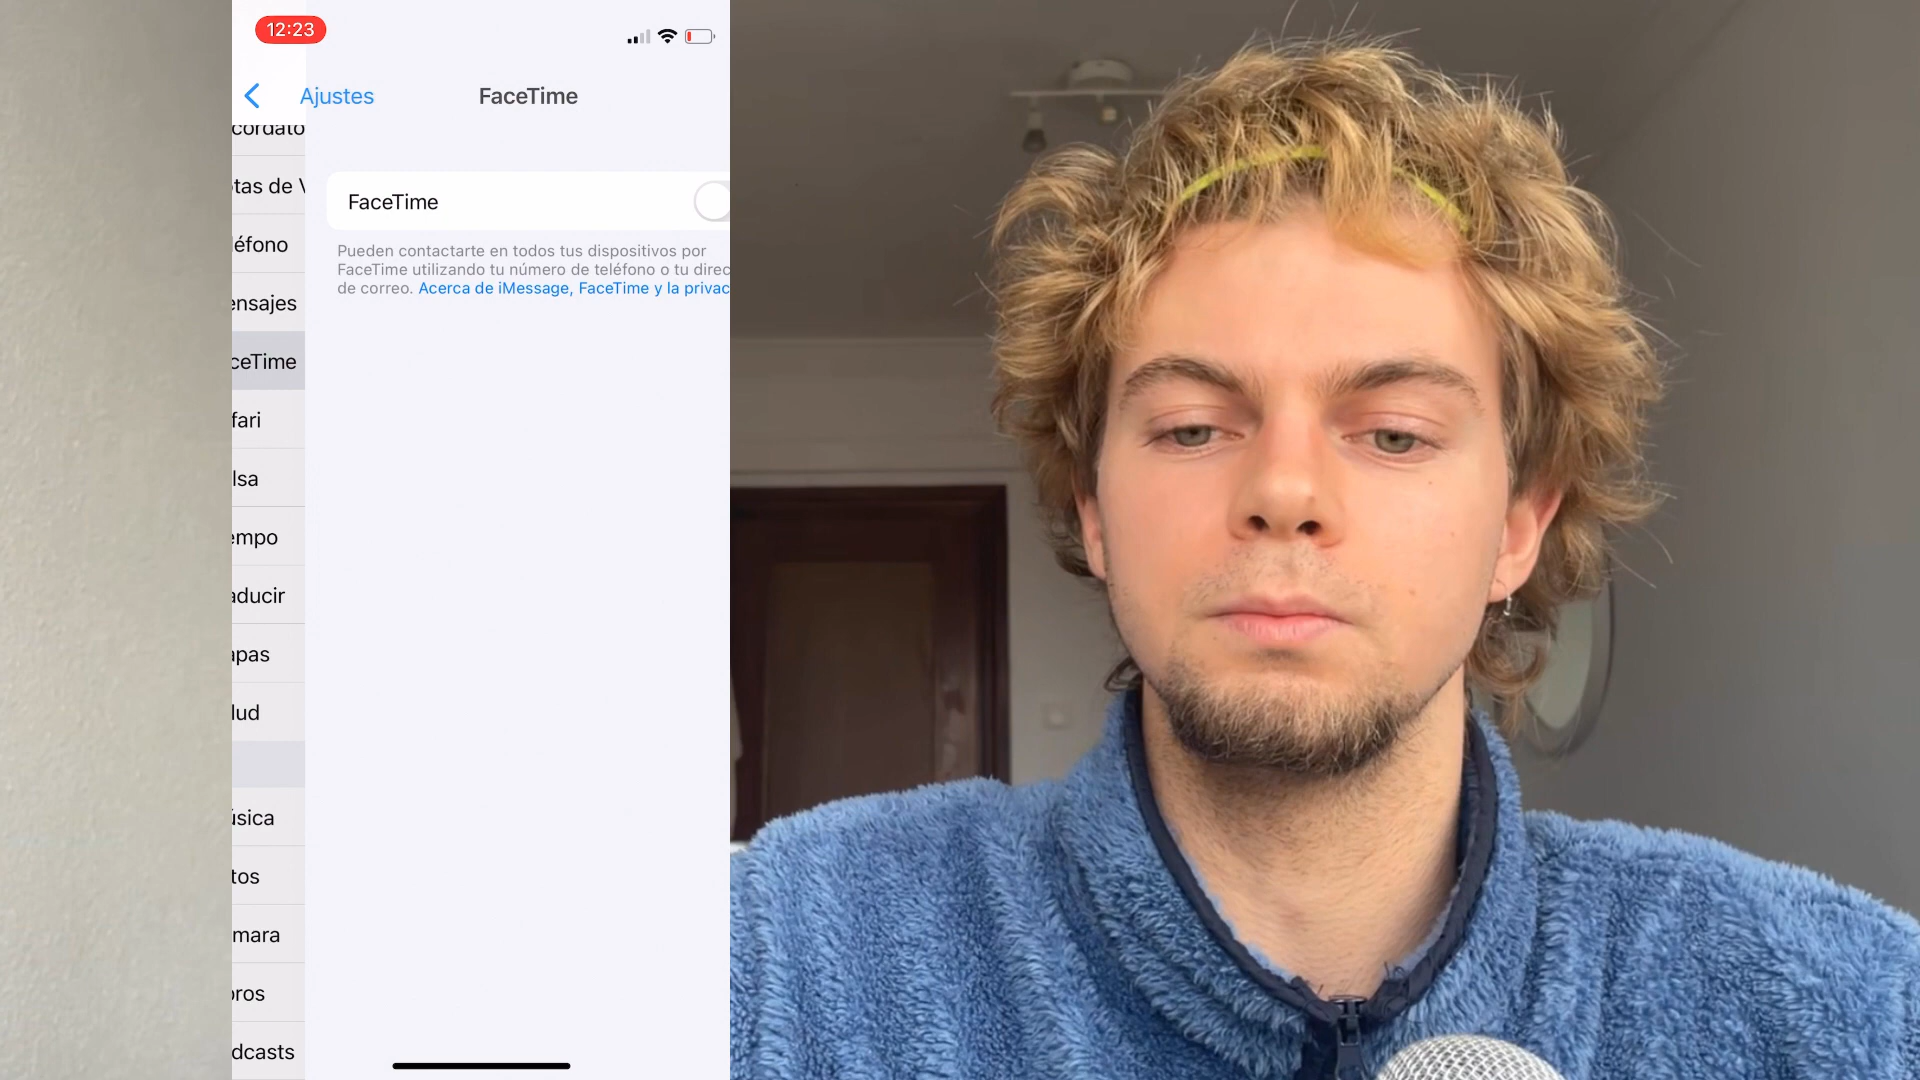 12:23
Ajustes
FaceTime
cordato
tas de V
éfono
ensajes
ceTime
fari
lsa
empo
aducir
apas
lud
úsica
tos
mara
bros
dcasts
FaceTime
Pueden contactarte en todos tus dispositivos por
FaceTime utilizando tu número de teléfono o tu direc
de correo. Acerca de iMessage, FaceTime y la privac